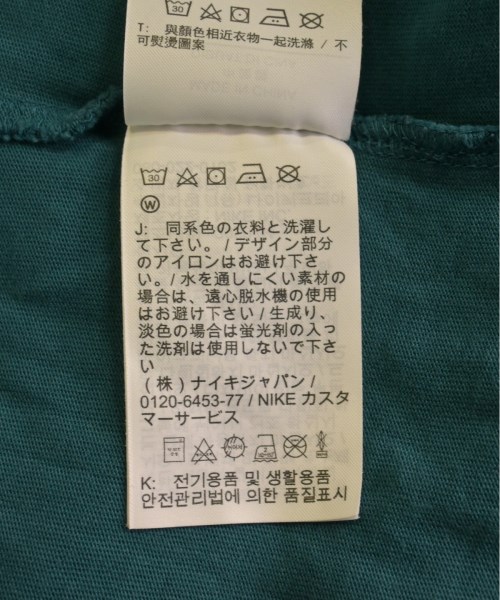 30
T: 與顏色相近衣物一起洗滌 / 不
可熨燙圖案
30
W
J: 同系色の衣料と洗濯し
て下さい。 / デザイン部分
のアイロンはお避け下さ
い。 / 水を通しにくい素材の
場合は、遠心脱水機の使用
はお避け下さい / 生成り、
淡色の場合は蛍光剤の入っ
た洗剤は使用しないで下さ
い
(株) ナイキジャパン /
0120-6453-77 / NIKE カスタ
マーサービス
K: 전기용품 및 생활용품
안전관리법에 의한 품질표시